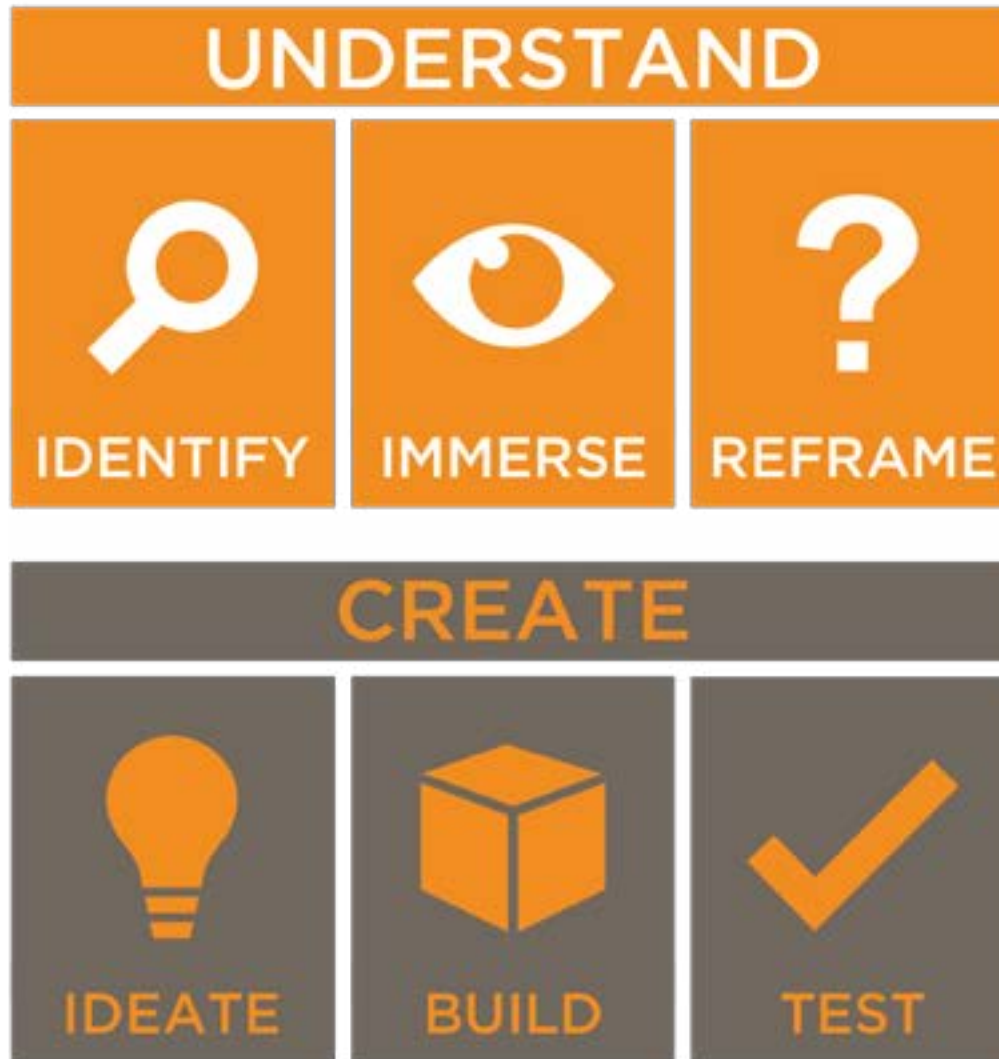 UNDERSTAND
IDENTIFY
IMMERSE
REFRAME
CREATE
IDEATE
BUILD
TEST